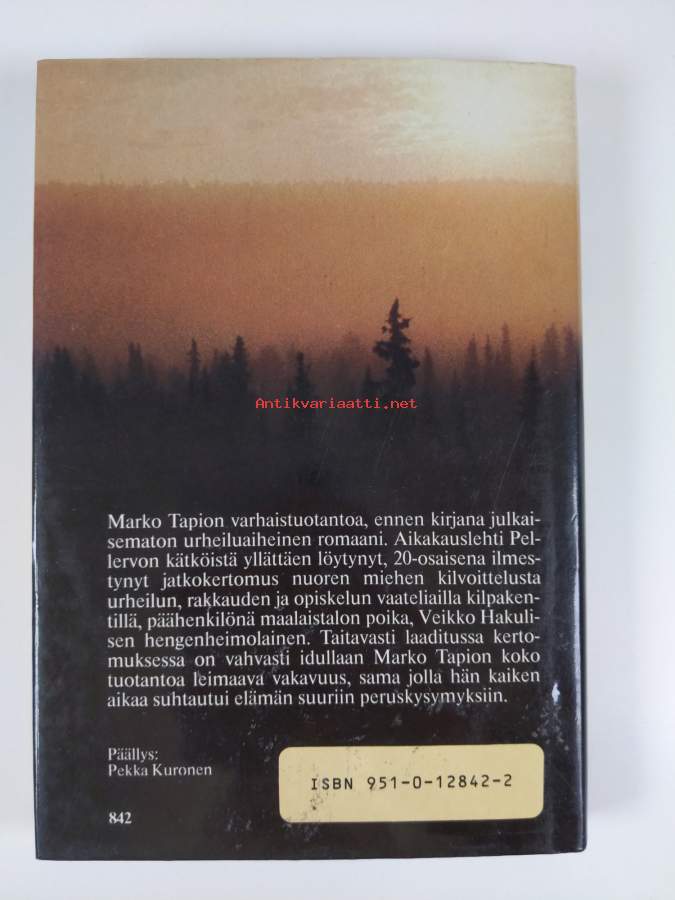 Antikvariaatti.net
Marko Tapion varhaistuotantoa, ennen kirjana julkai-
sematon urheiluaiheinen romaani. Aikakauslehti Pel-
lervon kätköistä yllättäen löytynyt, 20-osaisena ilmes-
tynyt jatkokertomus nuoren miehen kilvoittelusta
urheilun, rakkauden ja opiskelun vaateliailla kilpaken-
tillä, päähenkilönä maalaistalon poika, Veikko Hakuli-
sen hengenheimolainen. Taitavasti laaditussa kerto-
muksessa on vahvasti idullaan Marko Tapion koko
tuotantoa leimaava vakavuus, sama jolla hän kaiken
aikaa suhtautui elämän suuriin peruskysymyksiin.
Päällys:
Pekka Kuronen
ISBN 951-0-12842-2
842